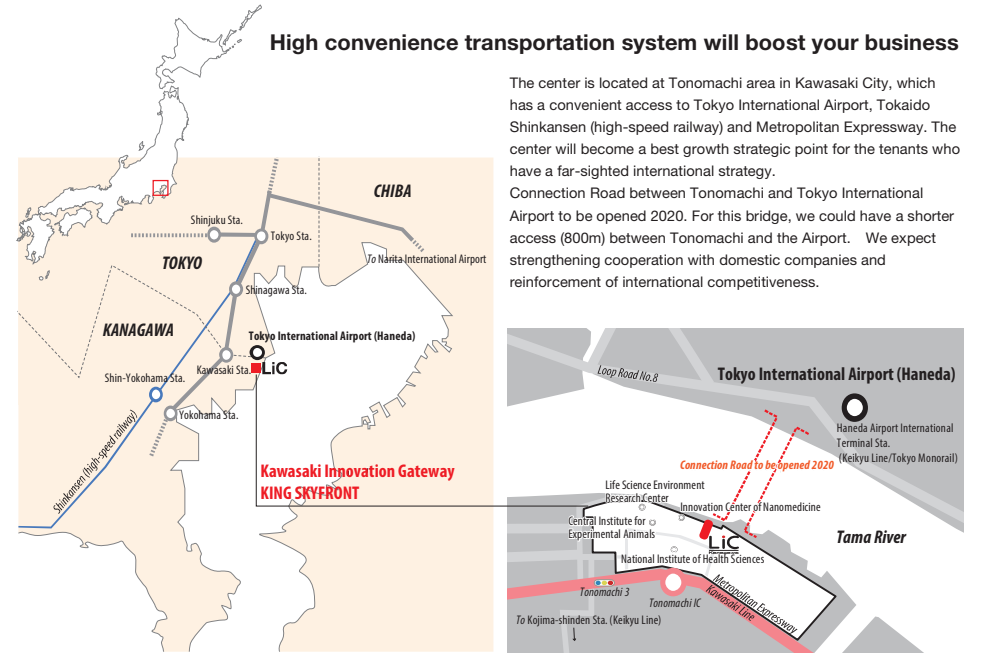 High convenience transportation system will boost your business
The center is located at Tonomachi area in Kawasaki City, which
has a convenient access to Tokyo International Airport, Tokaido
Shinkansen (high-speed railway) and Metropolitan Expressway. The
center will become a best growth strategic point for the tenants who
have a far-sighted international strategy.
Connection Road between Tonomachi and Tokyo International
Airport to be opened 2020. For this bridge, we could have a shorter
access (800m) between Tonomachi and the Airport. We expect
strengthening cooperation with domestic companies and
reinforcement of international competitiveness.
CHIBA
Shinjuku Sta.
Tokyo Sta.
To Narita International Airport
TOKYO
Shinagawa Sta.
KANAGAWA
Tokyo International Airport (Haneda)
Kawasaki Sta.
LiC
Shin-Yokohama Sta.
Yokohama Sta.
Shinkansen (high-speed railway)
Kawasaki Innovation Gateway
KING SKYFRONT
Loop Road No.8
Tokyo International Airport (Haneda)
Haneda Airport International
Terminal Sta.
(Keikyu Line/Tokyo Monorail)
Connection Road to be opened 2020
Life Science Environment
Research Center
Innovation Center of Nanomedicine
Central Institute for
Experimental Animals
LiC
Tama River
National Institute of Health Sciences
Metropolitan Expressway
Kawasaki Line
Tonomachi 3
Tonomachi IC
To Kojima-shinden Sta. (Keikyu Line)